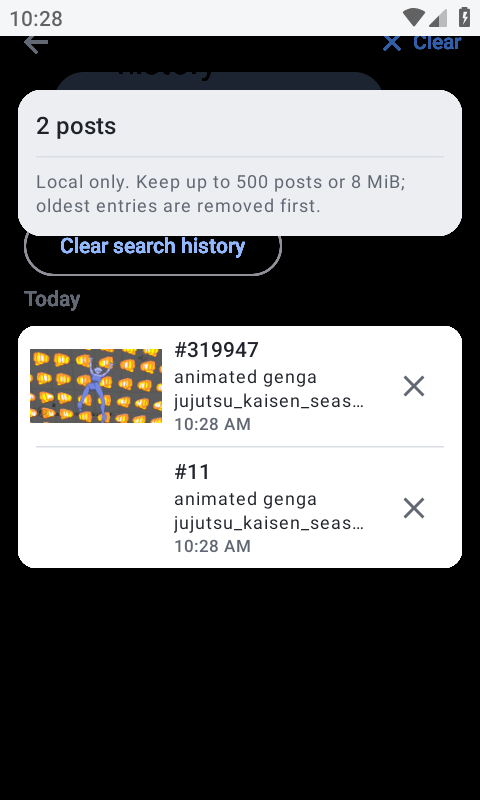 10:28
Clear
history
2 posts
Local only. Keep up to 500 posts or 8 MiB;
oldest entries are removed first.
Clear search history
Today
#319947
animated genga
jujutsu_kaisen_seas…
10:28 AM
#11
animated genga
jujutsu_kaisen_seas…
10:28 AM